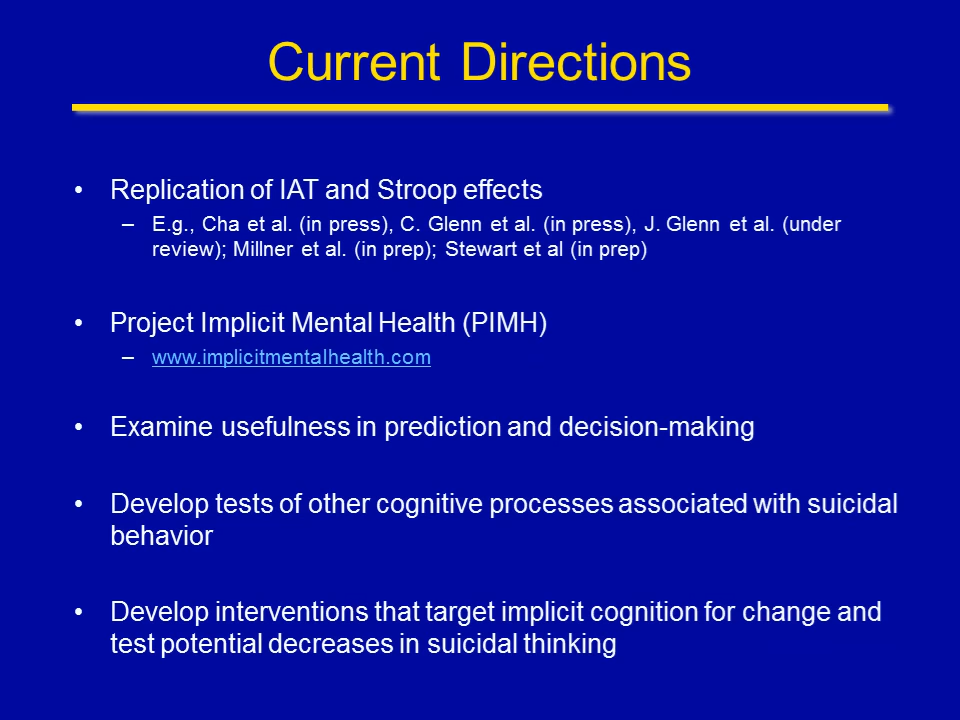 Current Directions
• Replication of IAT and Stroop effects
– E.g., Cha et al. (in press), C. Glenn et al. (in press), J. Glenn et al. (under
review); Millner et al. (in prep); Stewart et al (in prep)
• Project Implicit Mental Health (PIMH)
– www.implicitmentalhealth.com
• Examine usefulness in prediction and decision-making
• Develop tests of other cognitive processes associated with suicidal
behavior
• Develop interventions that target implicit cognition for change and
test potential decreases in suicidal thinking